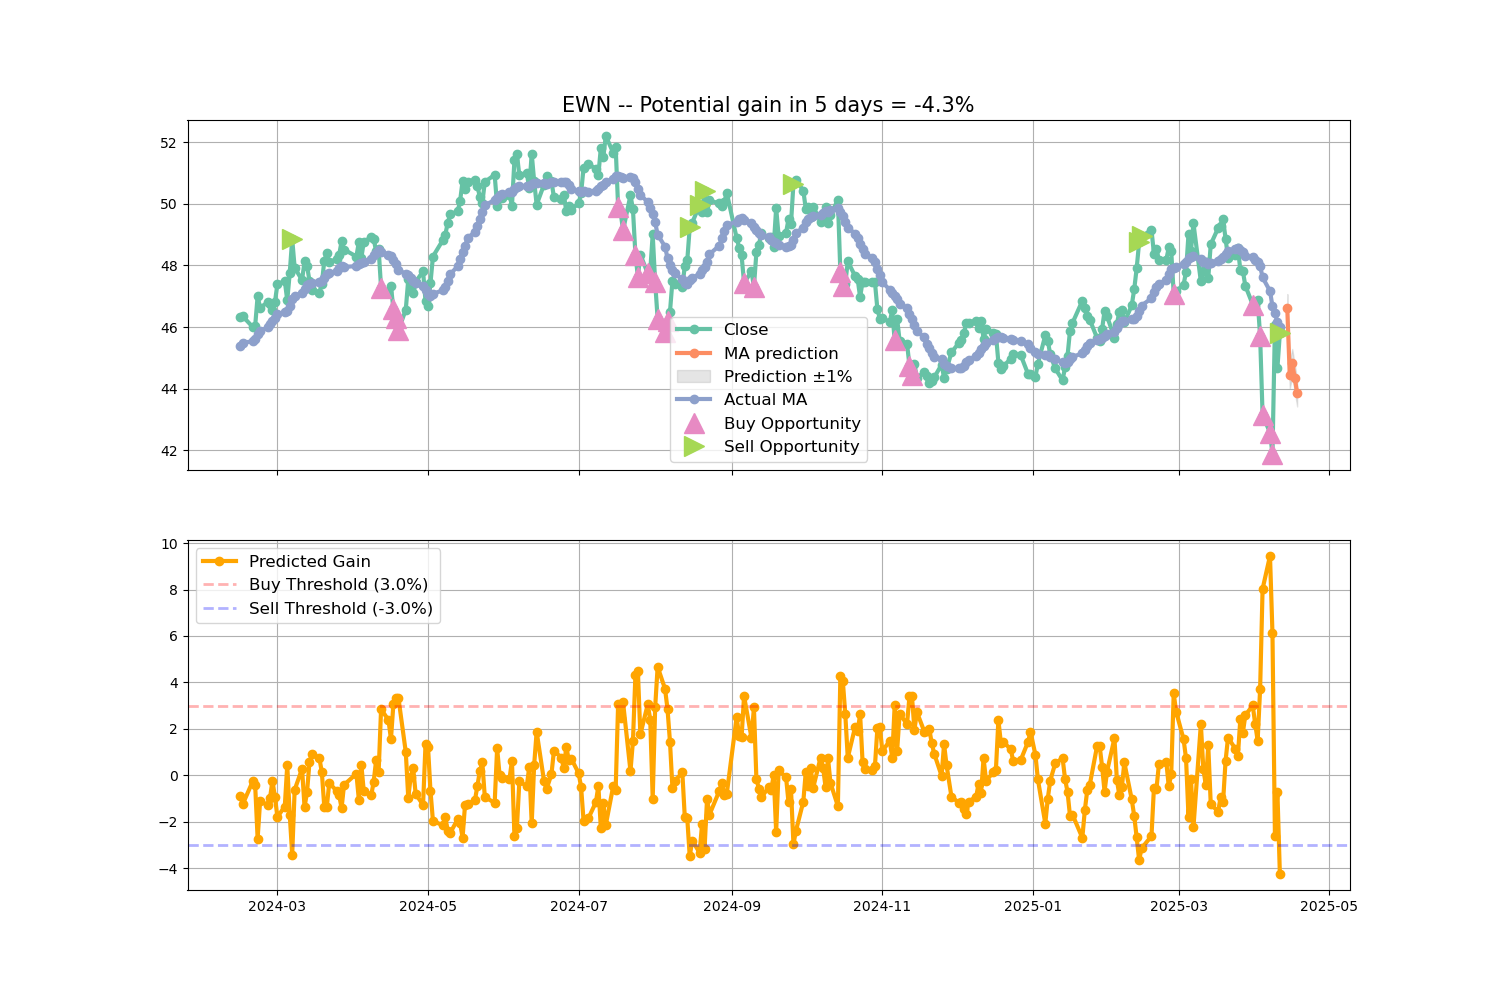 EWN -- Potential gain in 5 days = -4.3%
52
50
48
46
44
42
Close
MA prediction
Prediction ±1%
Actual MA
Buy Opportunity
Sell Opportunity
10
8
6
4
2
0
−2
−4
Predicted Gain
Buy Threshold (3.0%)
Sell Threshold (-3.0%)
2024-03 2024-05 2024-07 2024-09 2024-11 2025-01 2025-03 2025-05